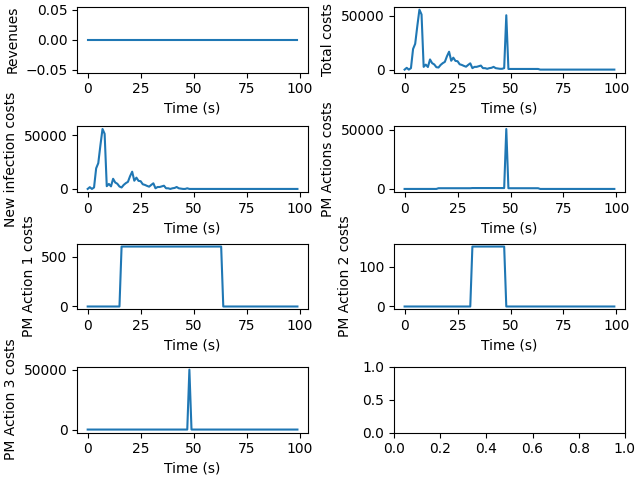 Revenues
0.05
0.00
−0.05
0 25 50 75 100
Time (s)
Total costs
50000
0
0 25 50 75 100
Time (s)
New infection costs
50000
0
0 25 50 75 100
Time (s)
PM Actions costs
50000
0
0 25 50 75 100
Time (s)
PM Action 1 costs
500
0
0 25 50 75 100
Time (s)
PM Action 2 costs
100
0
0 25 50 75 100
Time (s)
PM Action 3 costs
50000
0
0 25 50 75 100
Time (s)
1.0
0.5
0.0
0.0 0.2 0.4 0.6 0.8 1.0